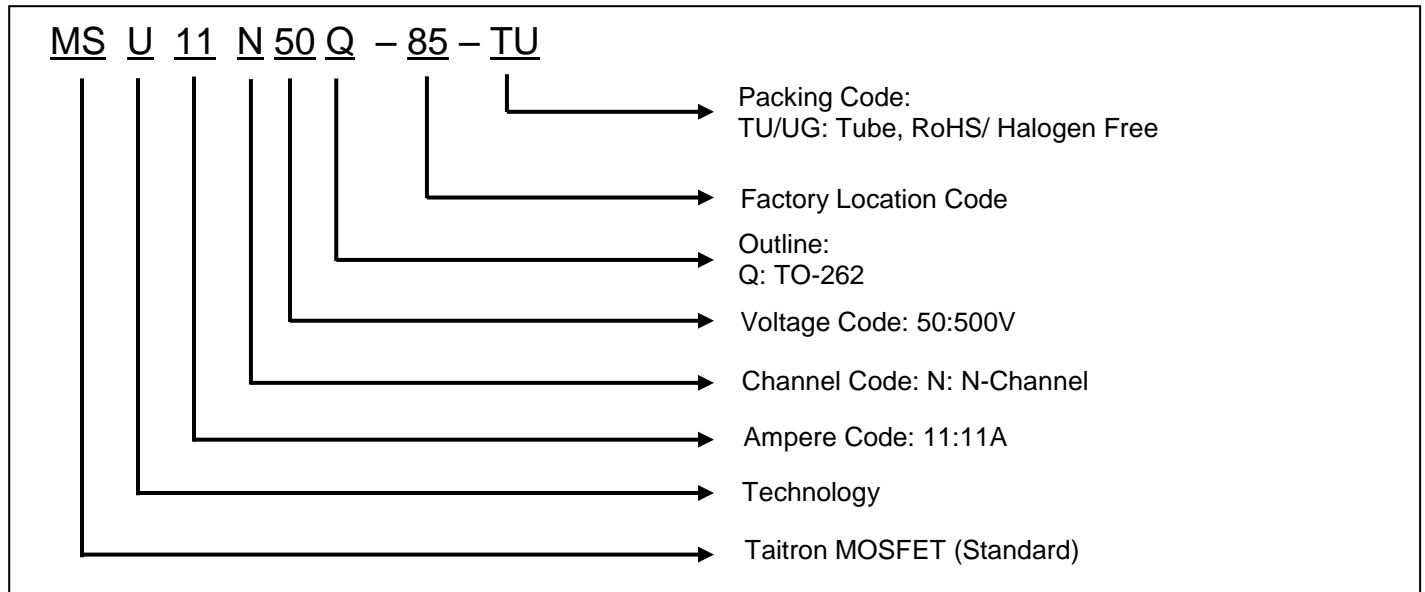 MS U 11 N 50 Q – 85 – TU
Packing Code:
TU/UG: Tube, RoHS/ Halogen Free
Factory Location Code
Outline:
Q: TO-262
Voltage Code: 50:500V
Channel Code: N: N-Channel
Ampere Code: 11:11A
Technology
Taitron MOSFET (Standard)